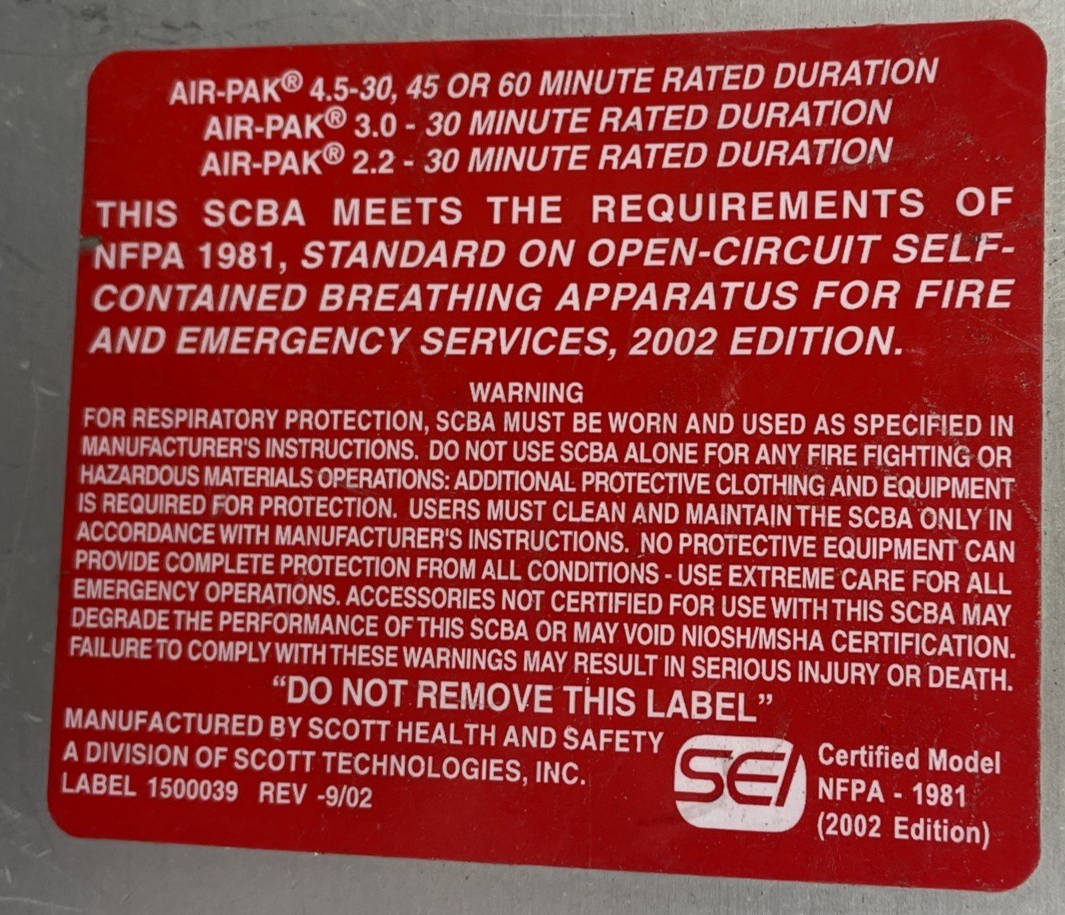 AIR-PAK® 4.5-30, 45 OR 60 MINUTE RATED DURATION
AIR-PAK® 3.0 - 30 MINUTE RATED DURATION
AIR-PAK® 2.2 - 30 MINUTE RATED DURATION
THIS SCBA MEETS THE REQUIREMENTS OF
NFPA 1981, STANDARD ON OPEN-CIRCUIT SELF-
CONTAINED BREATHING APPARATUS FOR FIRE
AND EMERGENCY SERVICES, 2002 EDITION.
WARNING
FOR RESPIRATORY PROTECTION, SCBA MUST BE WORN AND USED AS SPECIFIED IN
MANUFACTURER'S INSTRUCTIONS. DO NOT USE SCBA ALONE FOR ANY FIRE FIGHTING OR
HAZARDOUS MATERIALS OPERATIONS: ADDITIONAL PROTECTIVE CLOTHING AND EQUIPMENT
IS REQUIRED FOR PROTECTION. USERS MUST CLEAN AND MAINTAIN THE SCBA ONLY IN
ACCORDANCE WITH MANUFACTURER'S INSTRUCTIONS. NO PROTECTIVE EQUIPMENT CAN
PROVIDE COMPLETE PROTECTION FROM ALL CONDITIONS - USE EXTREME CARE FOR ALL
EMERGENCY OPERATIONS. ACCESSORIES NOT CERTIFIED FOR USE WITH THIS SCBA MAY
DEGRADE THE PERFORMANCE OF THIS SCBA OR MAY VOID NIOSH/MSHA CERTIFICATION.
FAILURE TO COMPLY WITH THESE WARNINGS MAY RESULT IN SERIOUS INJURY OR DEATH.
“DO NOT REMOVE THIS LABEL”
MANUFACTURED BY SCOTT HEALTH AND SAFETY
A DIVISION OF SCOTT TECHNOLOGIES, INC.
LABEL 1500039 REV -9/02
SEI
Certified Model
NFPA - 1981
(2002 Edition)